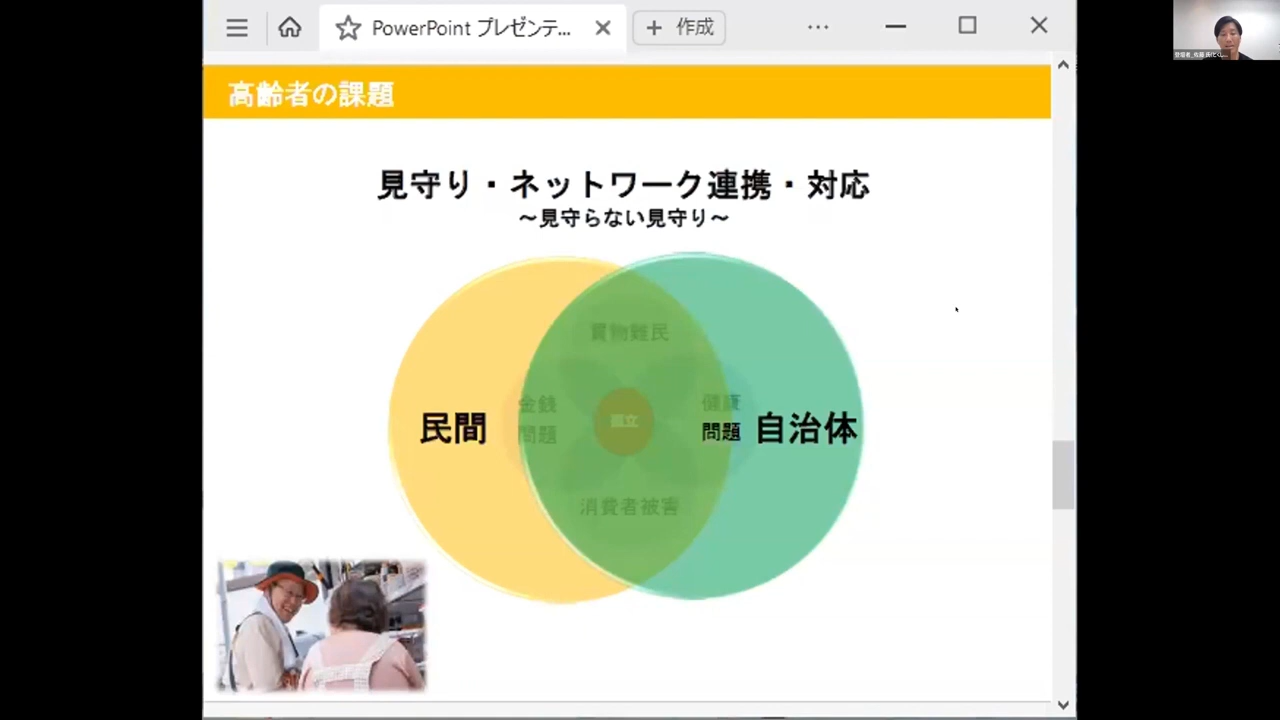 PowerPoint プレゼンテ...
+ 作成
高齢者の課題
見守り・ネットワーク連携・対応
～見守らない見守り～
買物難民
金銭
問題
孤立
健康
問題
民間
自治体
消費者被害